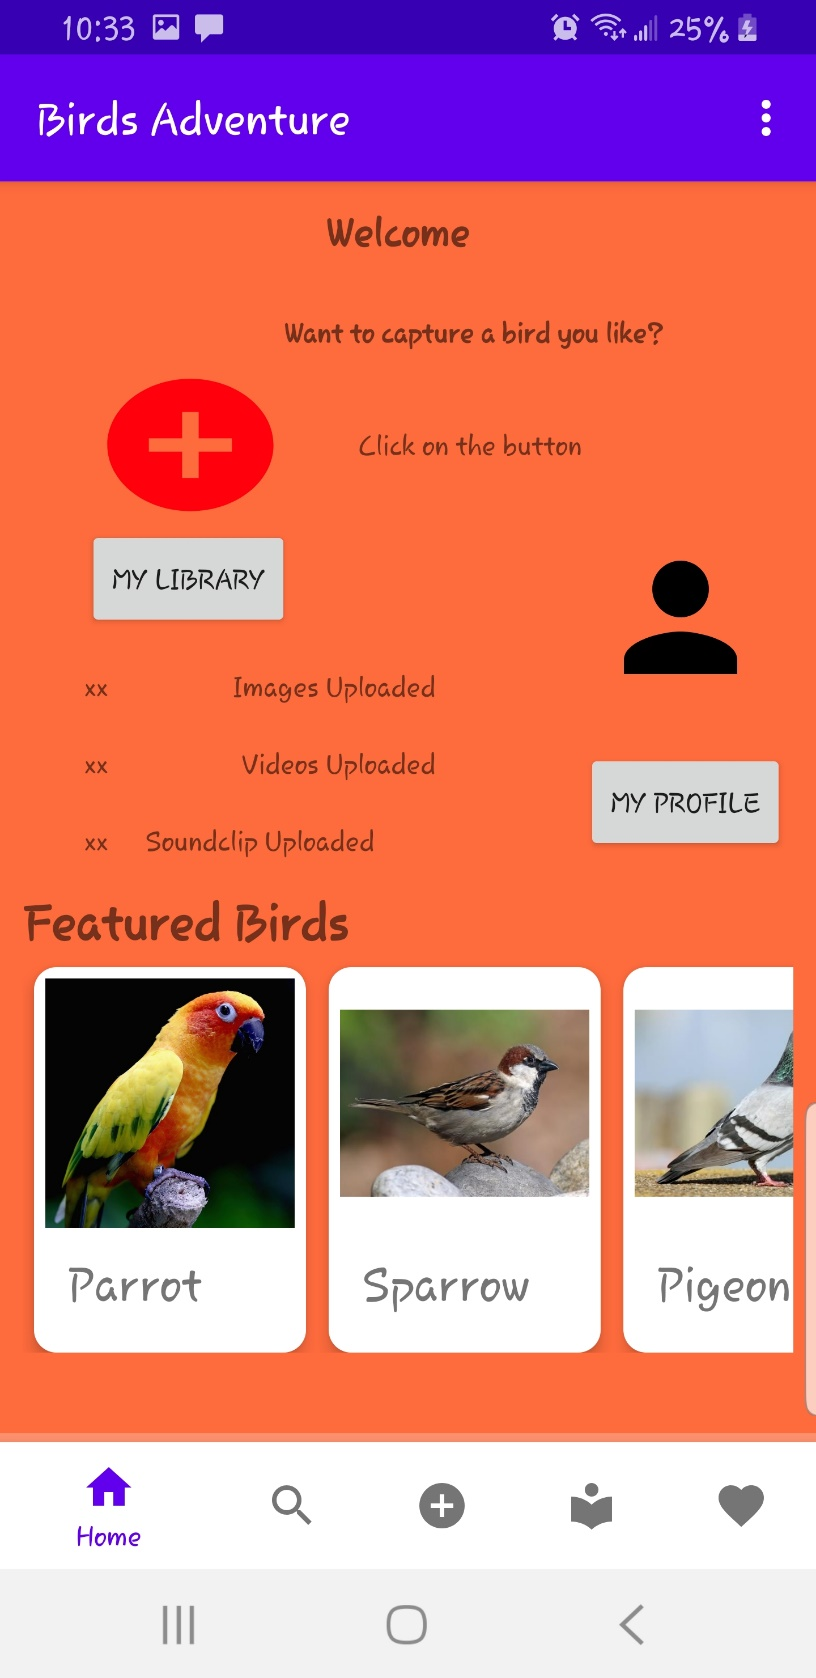 10:33 25%
Birds Adventure
Welcome
Want to capture a bird you like?
Click on the button
MY LIBRARY
xx Images Uploaded
xx Videos Uploaded
MY PROFILE
xx Soundclip Uploaded
Featured Birds
Parrot Sparrow Pigeon
Home